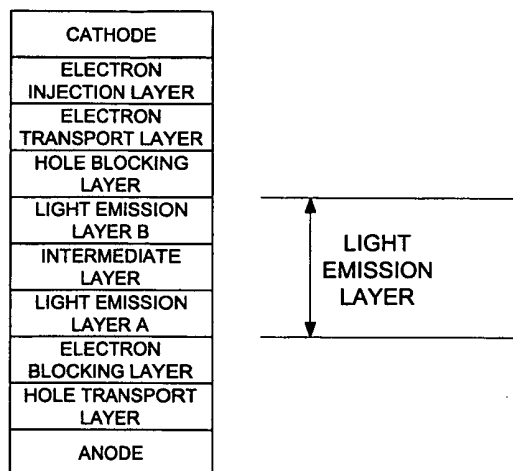 CATHODE
ELECTRON
INJECTION LAYER
ELECTRON
TRANSPORT LAYER
HOLE BLOCKING
LAYER
LIGHT EMISSION
LAYER B
INTERMEDIATE
LAYER
LIGHT EMISSION
LAYER A
ELECTRON
BLOCKING LAYER
HOLE TRANSPORT
LAYER
ANODE
LIGHT
EMISSION
LAYER